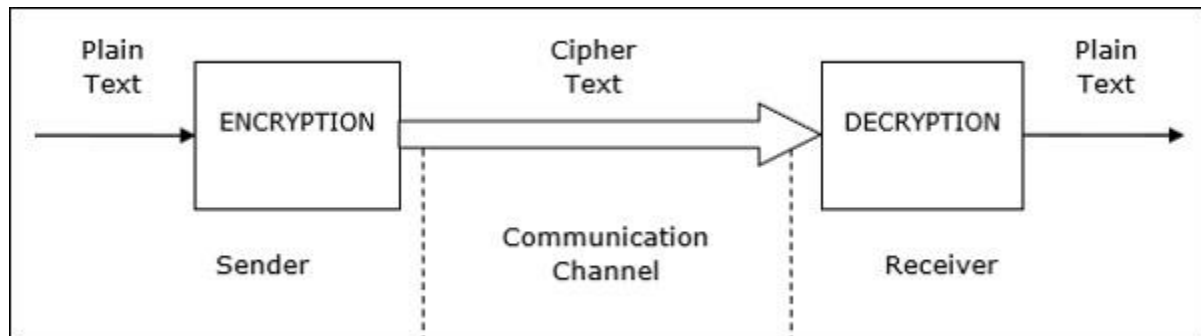 Plain
Text
ENCRYPTION
Cipher
Text
DECRYPTION
Plain
Text
Sender
Communication
Channel
Receiver